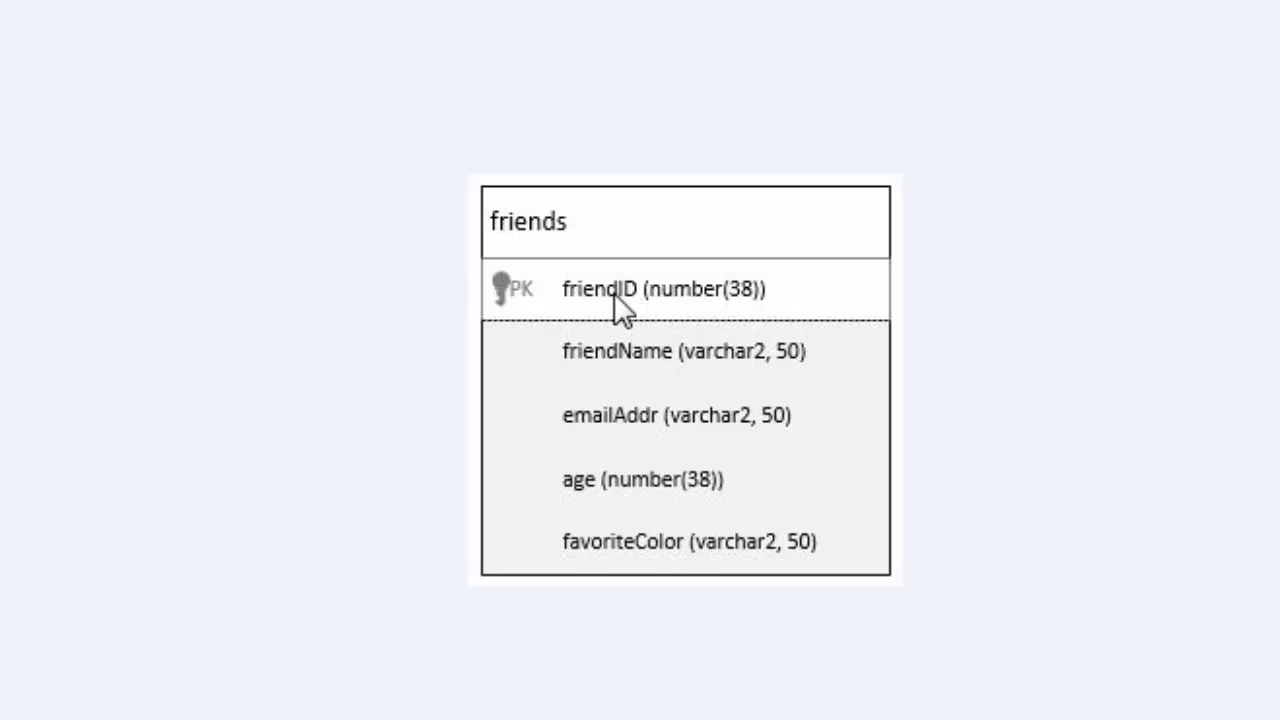 friends
PK friendID (number(38))
friendName (varchar2, 50)
emailAddr (varchar2, 50)
age (number(38))
favoriteColor (varchar2, 50)